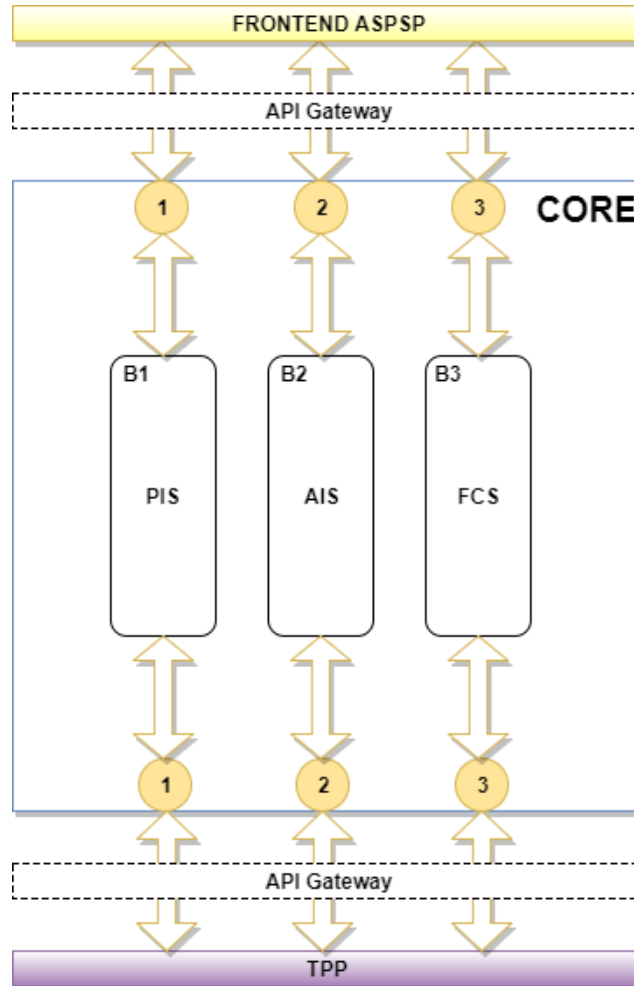 FRONTEND ASPSP
API Gateway
1 2 3 CORE
B1 B2 B3
PIS AIS FCS
1 2 3
API Gateway
TPP